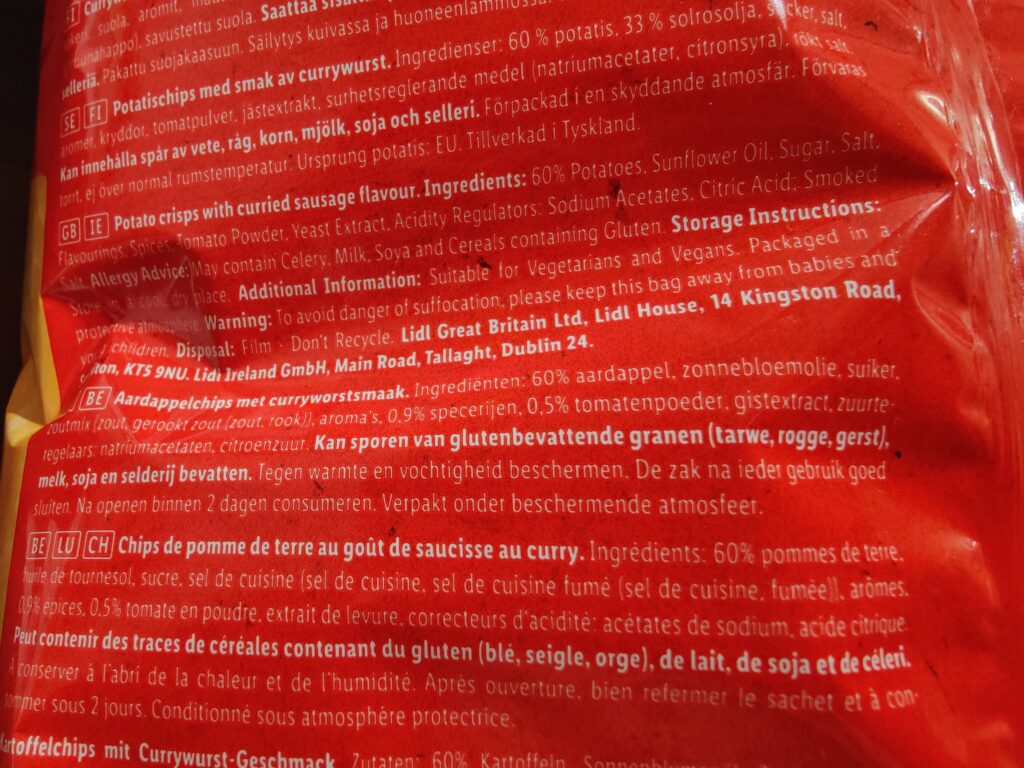 FI Curryw
suola, aromit,
savustettu suola. Saattaa
selleriä. Pakattu suojakaasuun. Säilytys kuivassa ja huoneenlämmössä
SE FI Potatischips med smak av currywurst. Ingredienser: 60 % potatis, 33 % solrosolja, socker, salt,
aromer, kryddor, tomatpulver, jästextrakt, surhetsreglerande medel (natriumacetater, citronsyra), rökt salt.
Kan innehålla spår av vete, råg, korn, mjölk, soja och selleri. Förpackad i en skyddande atmosfär. Förvaras
torrt, ej över normal rumstemperatur. Ursprung potatis: EU. Tillverkad i Tyskland.
GB IE Potato crisps with curried sausage flavour. Ingredients: 60% Potatoes, Sunflower Oil, Sugar, Salt,
Flavourings, Spices, Tomato Powder, Yeast Extract, Acidity Regulators: Sodium Acetates, Citric Acid; Smoked
Salt. Allergy Advice: May contain Celery, Milk, Soya and Cereals containing Gluten. Storage Instructions:
Store in a cool, dry place. Additional Information: Suitable for Vegetarians and Vegans. Packaged in a
protective atmosphere Warning: To avoid danger of suffocation, please keep this bag away from babies and
young children. Disposal: Film - Don't Recycle. Lidl Great Britain Ltd, Lidl House, 14 Kingston Road,
ton, KT5 9NU. Lidl Ireland GmbH, Main Road, Tallaght, Dublin 24.
BE Aardappelchips met curryworstsmaak. Ingrediënten: 60% aardappel, zonnebloemolie, suiker,
zoutmix (zout, gerookt zout (zout, rook)), aroma's, 0,9% specerijen, 0,5% tomatenpoeder, gistextract, zuurte-
regelaars: natriumacetaten, citroenzuur. Kan sporen van glutenbevattende granen (tarwe, rogge, gerst),
melk, soja en selderij bevatten. Tegen warmte en vochtigheid beschermen. De zak na ieder gebruik goed
sluiten. Na openen binnen 2 dagen consumeren. Verpakt onder beschermende atmosfeer.
BE LU CH Chips de pomme de terre au goût de saucisse au curry. Ingrédients: 60% pommes de terre,
huile de tournesol, sucre, sel de cuisine (sel de cuisine, sel de cuisine fumé (sel de cuisine, fumée)), arômes,
0,9% épices, 0,5% tomate en poudre, extrait de levure, correcteurs d'acidité: acétates de sodium, acide citrique.
Peut contenir des traces de céréales contenant du gluten (blé, seigle, orge), de lait, de soja et de céleri.
A conserver à l'abri de la chaleur et de l'humidité. Après ouverture, bien refermer le sachet et à con-
sommer sous 2 jours. Conditionné sous atmosphère protectrice.
Kartoffelchips mit Currywurst-Geschmack. Zutaten: 60% Kartoffeln,